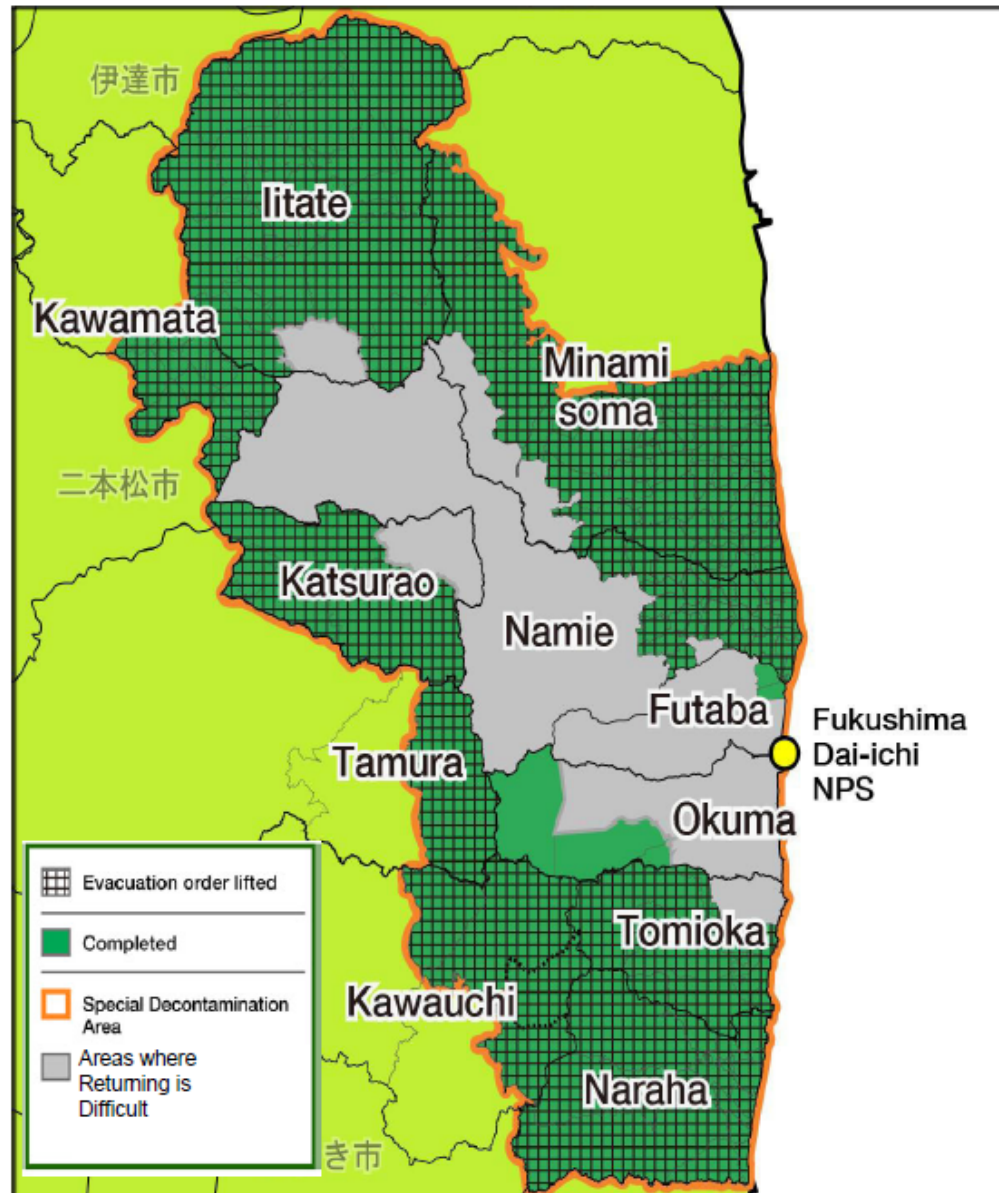 伊達市
Iitate
Kawamata
Minami
soma
二本松市
Katsurao
Namie
Futaba
Fukushima
Dai-ichi
NPS
Tamura
Okuma
Tomioka
Kawauchi
Naraha
Evacuation order lifted
Completed
Special Decontamination
Area
Areas where
Returning is
Difficult
き市